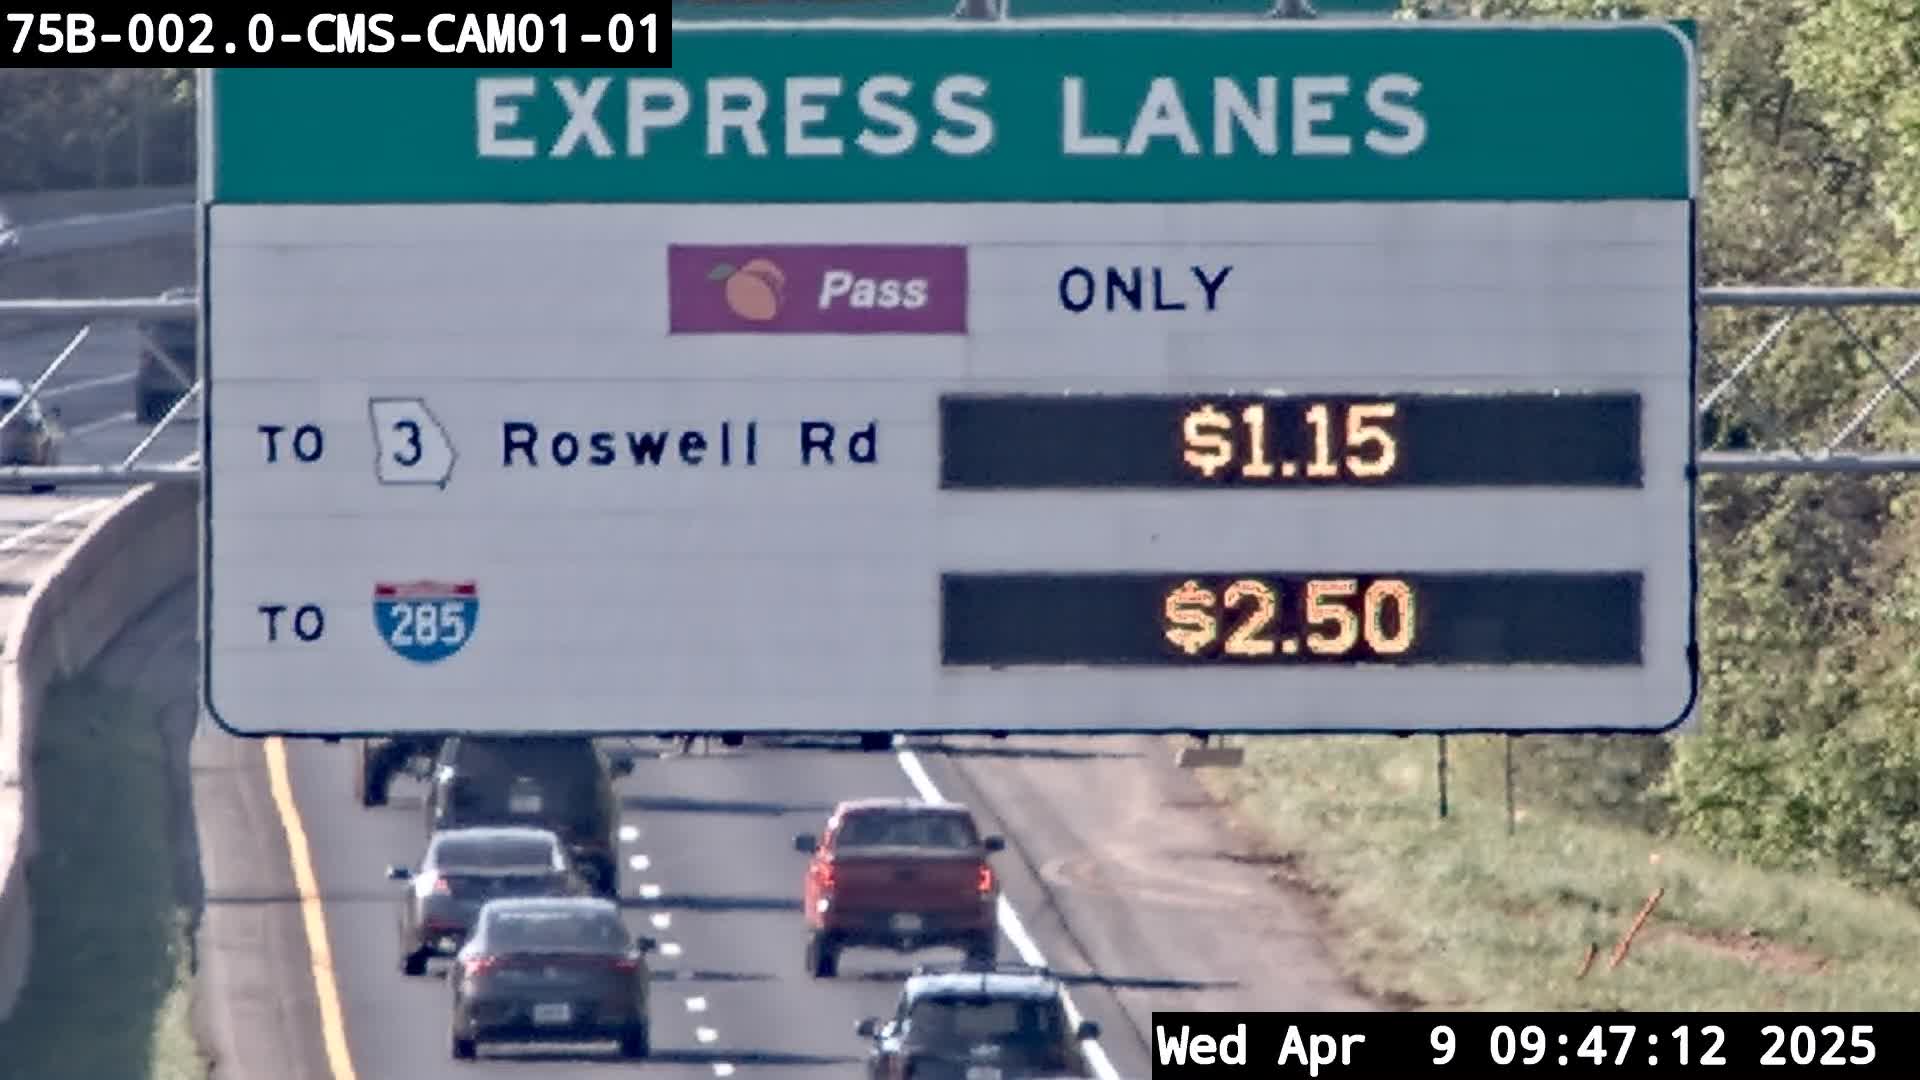 75B-002.0-CMS-CAM01-01
EXPRESS LANES
Pass ONLY
TO 3 Roswell Rd $1.15
TO 285 $2.50
Wed Apr 9 09:47:12 2025